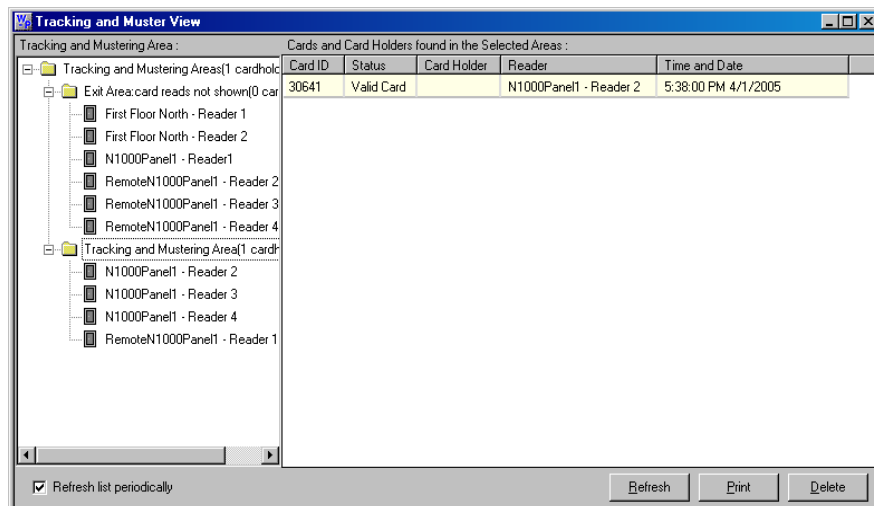 Tracking and Muster View
Tracking and Mustering Area :
Cards and Card Holders found in the Selected Areas :
Tracking and Mustering Areas(1 cardholc
Exit Area:card reads not shown(0 car
First Floor North - Reader 1
First Floor North - Reader 2
N1000Panel1 - Reader1
RemoteN1000Panel1 - Reader 2
RemoteN1000Panel1 - Reader 3
RemoteN1000Panel1 - Reader 4
Tracking and Mustering Area(1 cardh
N1000Panel1 - Reader 2
N1000Panel1 - Reader 3
N1000Panel1 - Reader 4
RemoteN1000Panel1 - Reader 1
Card ID Status Card Holder Reader Time and Date
30641 Valid Card N1000Panel1 - Reader 2 5:38:00 PM 4/1/2005
Refresh list periodically
Refresh Print Delete